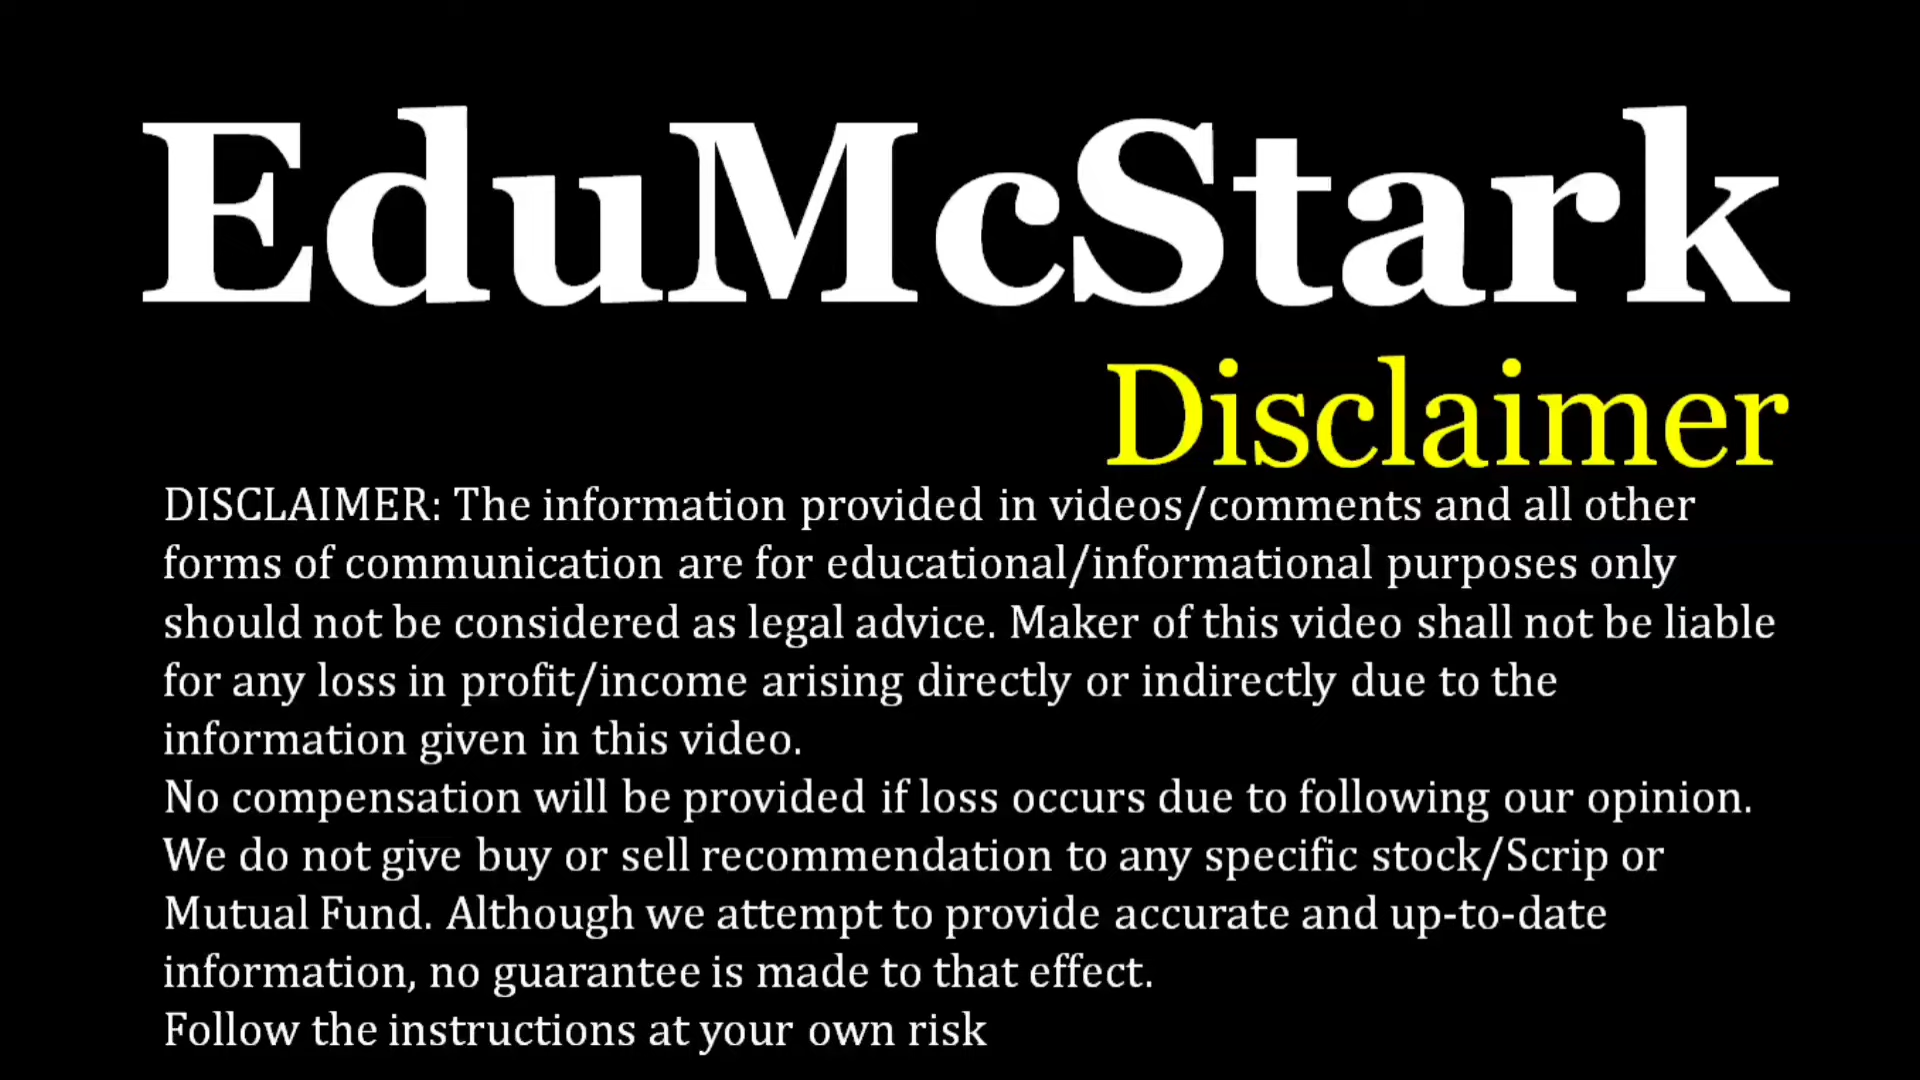 EduMcStark
Disclaimer
DISCLAIMER: The information provided in videos/comments and all other
forms of communication are for educational/informational purposes only
should not be considered as legal advice. Maker of this video shall not be liable
for any loss in profit/income arising directly or indirectly due to the
information given in this video.
No compensation will be provided if loss occurs due to following our opinion.
We do not give buy or sell recommendation to any specific stock/Scrip or
Mutual Fund. Although we attempt to provide accurate and up-to-date
information, no guarantee is made to that effect.
Follow the instructions at your own risk